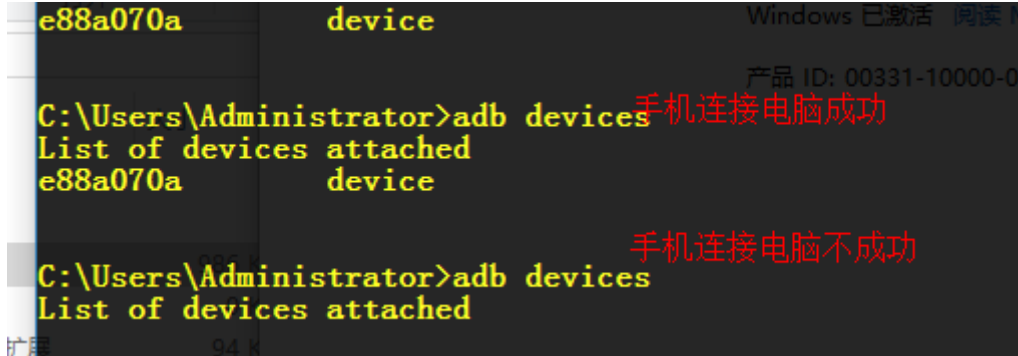 e88a070a device
Windows 已激活 阅读
产品 ID: 00331-10000-0
C:\Users\Administrator>adb devices 手机连接电脑成功
List of devices attached
e88a070a device
手机连接电脑不成功
C:\Users\Administrator>adb devices
List of devices attached
扩展 94 K